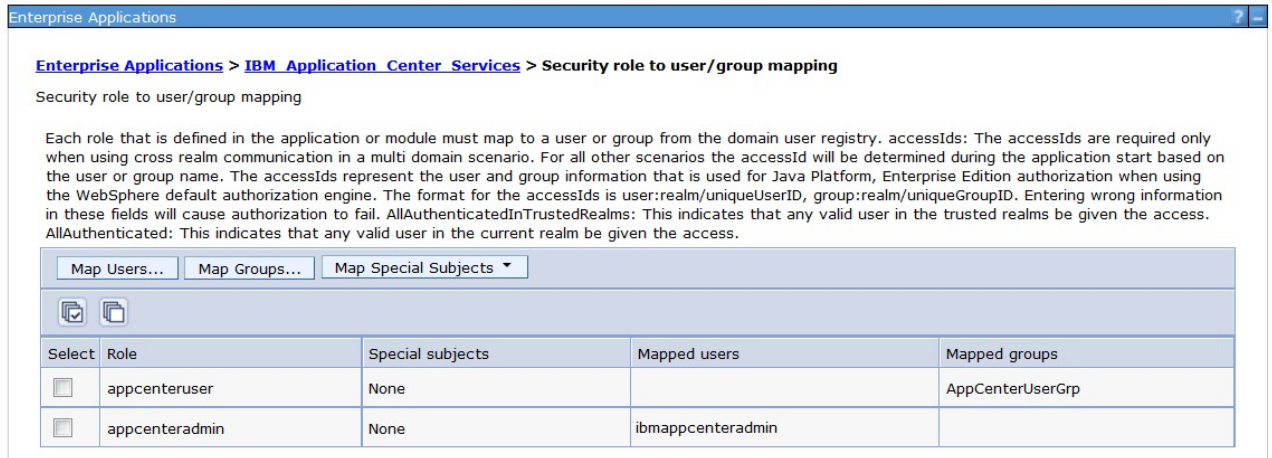 Enterprise Applications ? –
Enterprise Applications > IBM_Application_Center_Services > Security role to user/group mapping
Security role to user/group mapping
Each role that is defined in the application or module must map to a user or group from the domain user registry. accessIds: The accessIds are required only
when using cross realm communication in a multi domain scenario. For all other scenarios the accessId will be determined during the application start based on
the user or group name. The accessIds represent the user and group information that is used for Java Platform, Enterprise Edition authorization when using
the WebSphere default authorization engine. The format for the accessIds is user:realm/uniqueUserID, group:realm/uniqueGroupID. Entering wrong information
in these fields will cause authorization to fail. AllAuthenticatedInTrustedRealms: This indicates that any valid user in the trusted realms be given the access.
AllAuthenticated: This indicates that any valid user in the current realm be given the access.
Map Users... Map Groups... Map Special Subjects
Select Role Special subjects Mapped users Mapped groups
appcenteruser None AppCenterUserGrp
appcenteradmin None ibmappcenteradmin